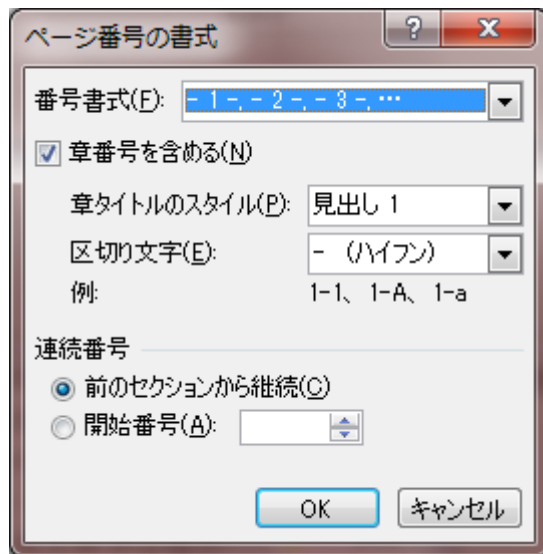 ページ番号の書式
番号書式(F): - 1 -, - 2 -, - 3 -, …
章番号を含める(N)
章タイトルのスタイル(P): 見出し 1
区切り文字(E): - (ハイフン)
例: 1-1、1-A、1-a
連続番号
前のセクションから継続(C)
開始番号(A):
OK キャンセル